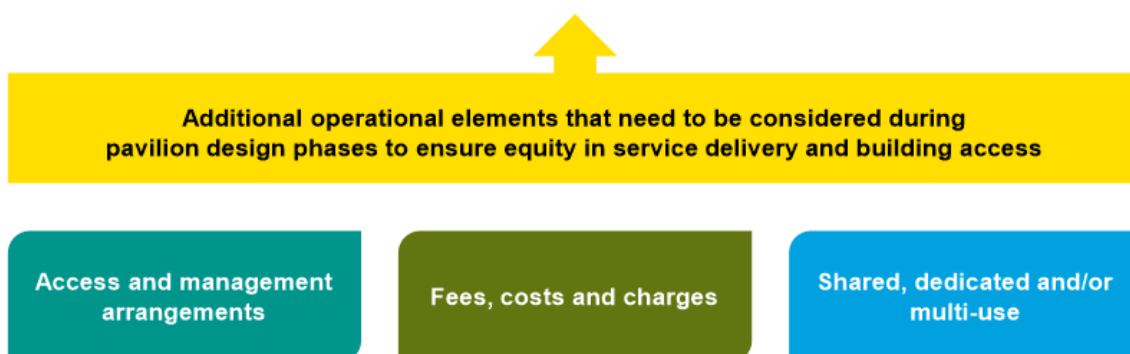 Additional operational elements that need to be considered during
pavilion design phases to ensure equity in service delivery and building access
Access and management
arrangements
Fees, costs and charges
Shared, dedicated and/or
multi-use